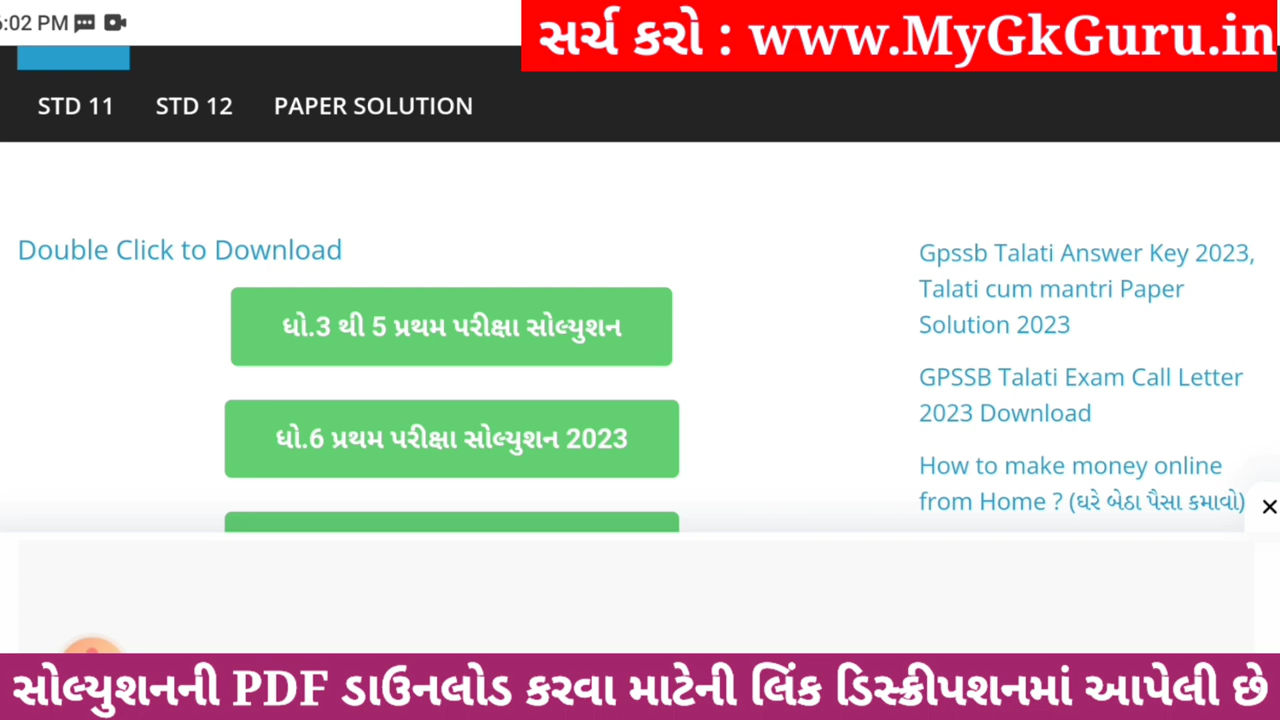 6:02 PM
સર્ચ કરો : www.MyGkGuru.in
STD 11 STD 12 PAPER SOLUTION
Double Click to Download
ધો.3 થી 5 પ્રથમ પરીક્ષા સોલ્યુશન
ધો.6 પ્રથમ પરીક્ષા સોલ્યુશન 2023
Gpssb Talati Answer Key 2023,
Talati cum mantri Paper
Solution 2023
GPSSB Talati Exam Call Letter
2023 Download
How to make money online
from Home ? (ઘરે બેઠા પૈસા કમાવો)
સોલ્યુશનની PDF ડાઉનલોડ કરવા માટેની લિંક ડિસ્ક્રીપશનમાં આપેલી છે